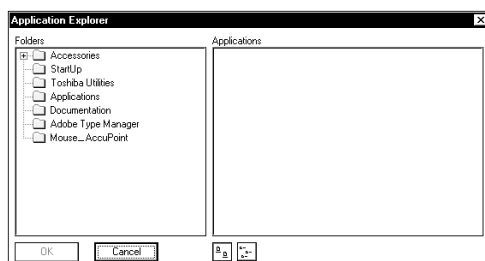 Application Explorer
Folders
Applications
Accessories
StartUp
Toshiba Utilities
Applications
Documentation
Adobe Type Manager
Mouse_AccuPoint
OK
Cancel